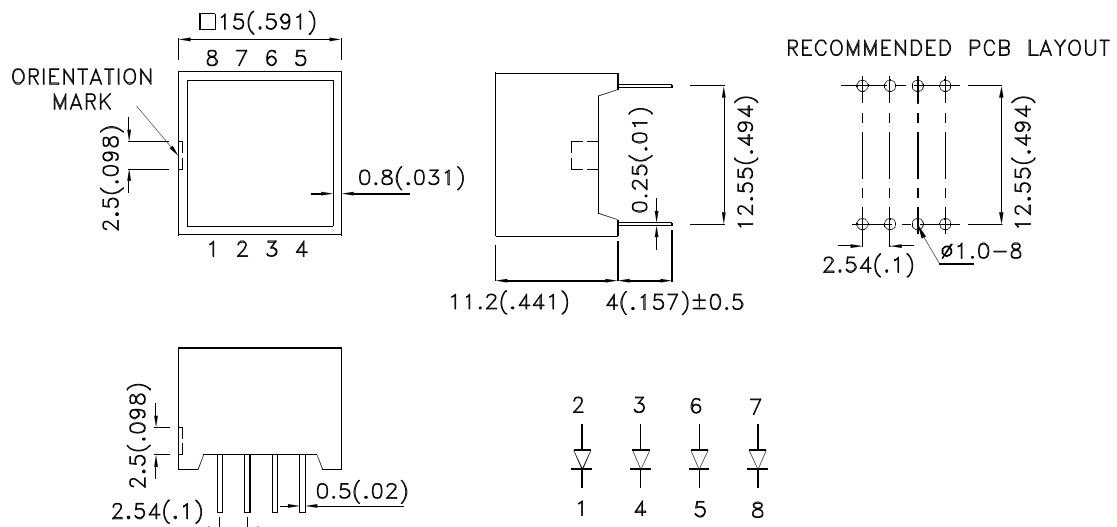 □15(.591)
8 7 6 5
ORIENTATION
MARK
2.5(.098)
0.8(.031)
1 2 3 4
0.25(.01)
12.55(.494)
11.2(.441)
4(.157)±0.5
RECOMMENDED PCB LAYOUT
12.55(.494)
2.54(.1)
ø1.0-8
2.5(.098)
0.5(.02)
2.54(.1)
2 3 6 7
1 4 5 8